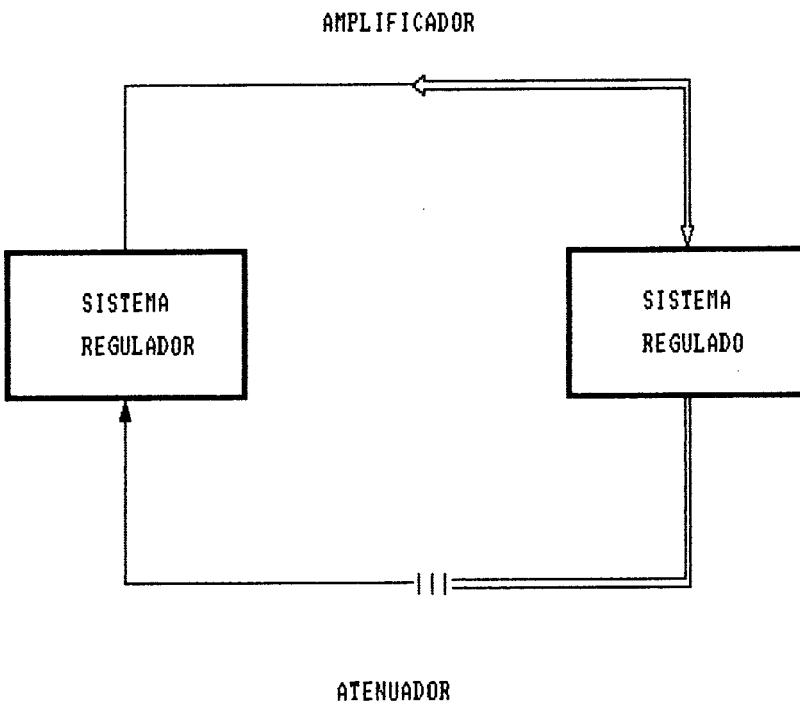 AMPLIFICADOR
SISTEMA
REGULADOR
SISTEMA
REGULADO
ATENUADOR